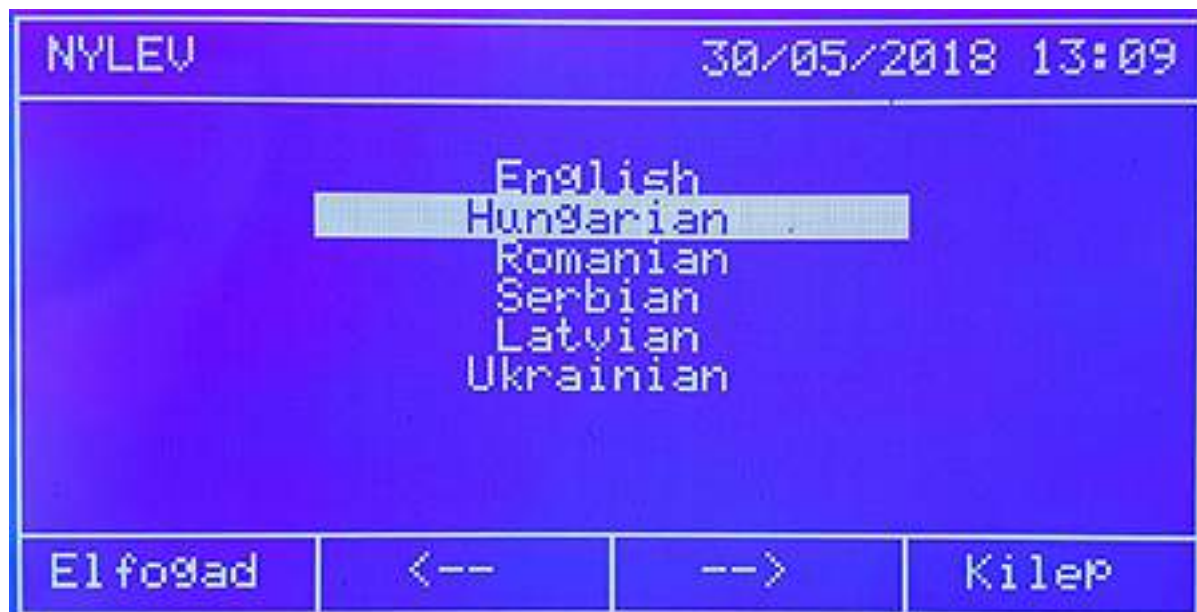 NYLEV 30/05/2018 13:09
English
Hungarian
Romanian
Serbian
Latvian
Ukrainian
Elfogad <-- --> Kilep